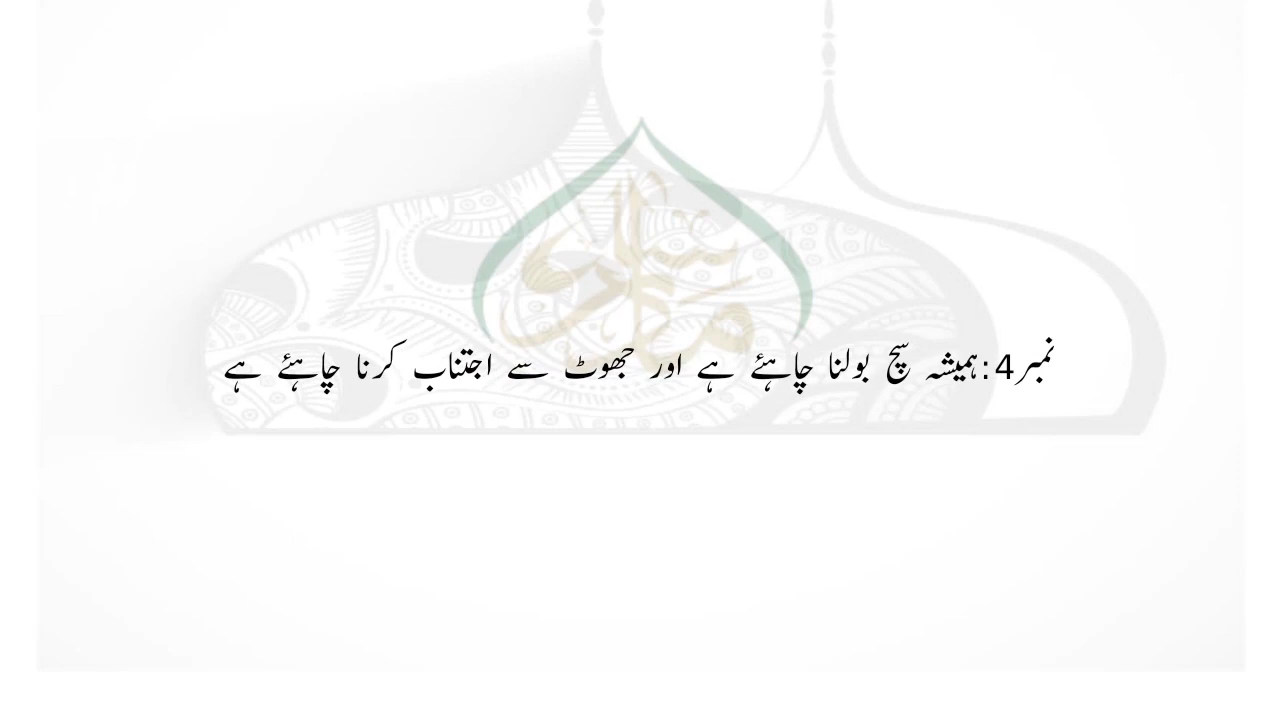 نمبر4:ہمیشہ سچ بولنا چاہئے ہے اور جھوٹ سے اجتناب کرنا چاہئے ہے